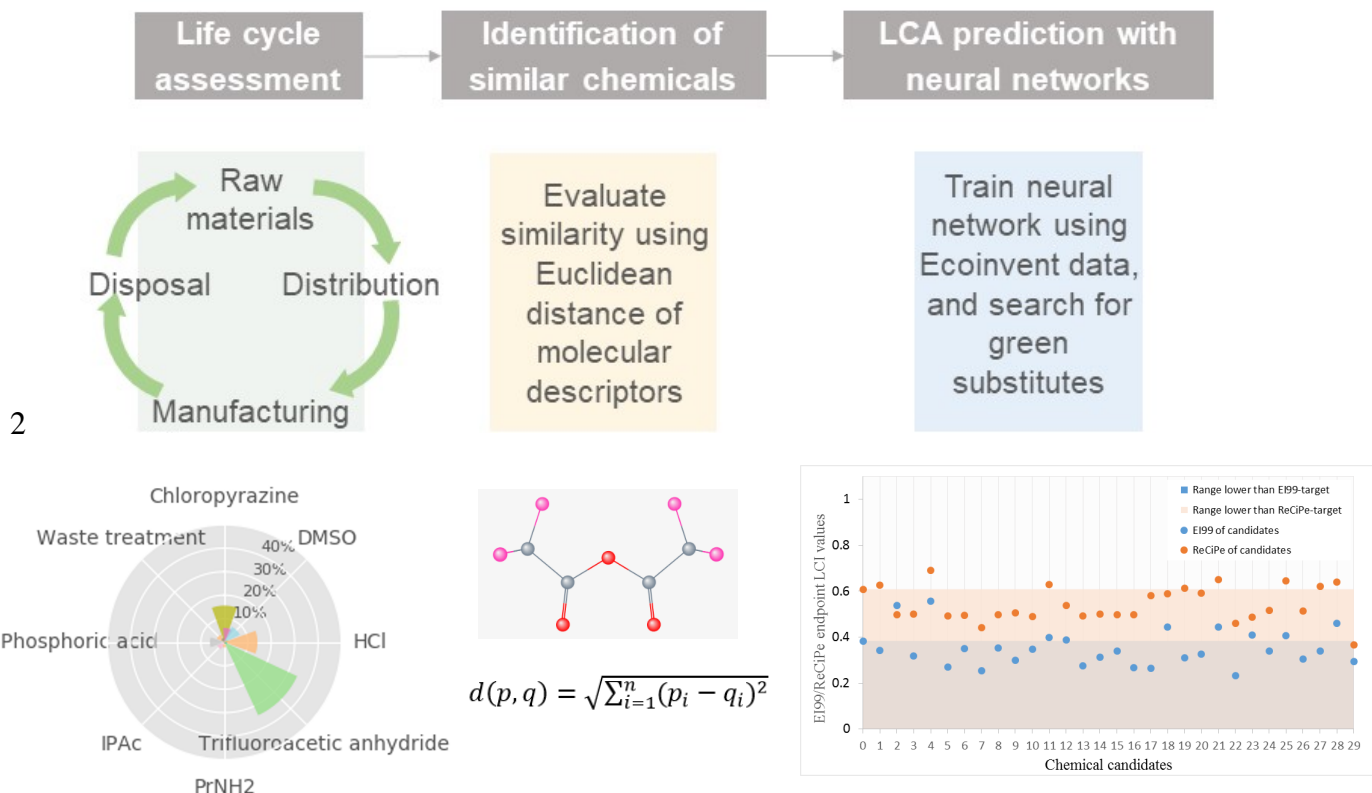 Life cycle
assessment
Identification of
similar chemicals
LCA prediction with
neural networks
Raw
materials
Disposal
Distribution
Manufacturing
Evaluate
similarity using
Euclidean
distance of
molecular
descriptors
Train neural
network using
Ecoinvent data,
and search for
green
substitutes
2
Chloropyrazine
Waste treatment
40%
DMSO
30%
20%
10%
Phosphoric acid
HCl
IPAc
Trifluoroacetic anhydride
PrNH2
d(p, q) = √∑ⁿᵢ₌₁(pᵢ − qᵢ)²
EI99/ReCiPe endpoint LCI values
1
0.8
0.6
0.4
0.2
0
Range lower than EI99-target
Range lower than ReCiPe-target
EI99 of candidates
ReCiPe of candidates
0 1 2 3 4 5 6 7 8 9 10 11 12 13 14 15 16 17 18 19 20 21 22 23 24 25 26 27 28 29
Chemical candidates